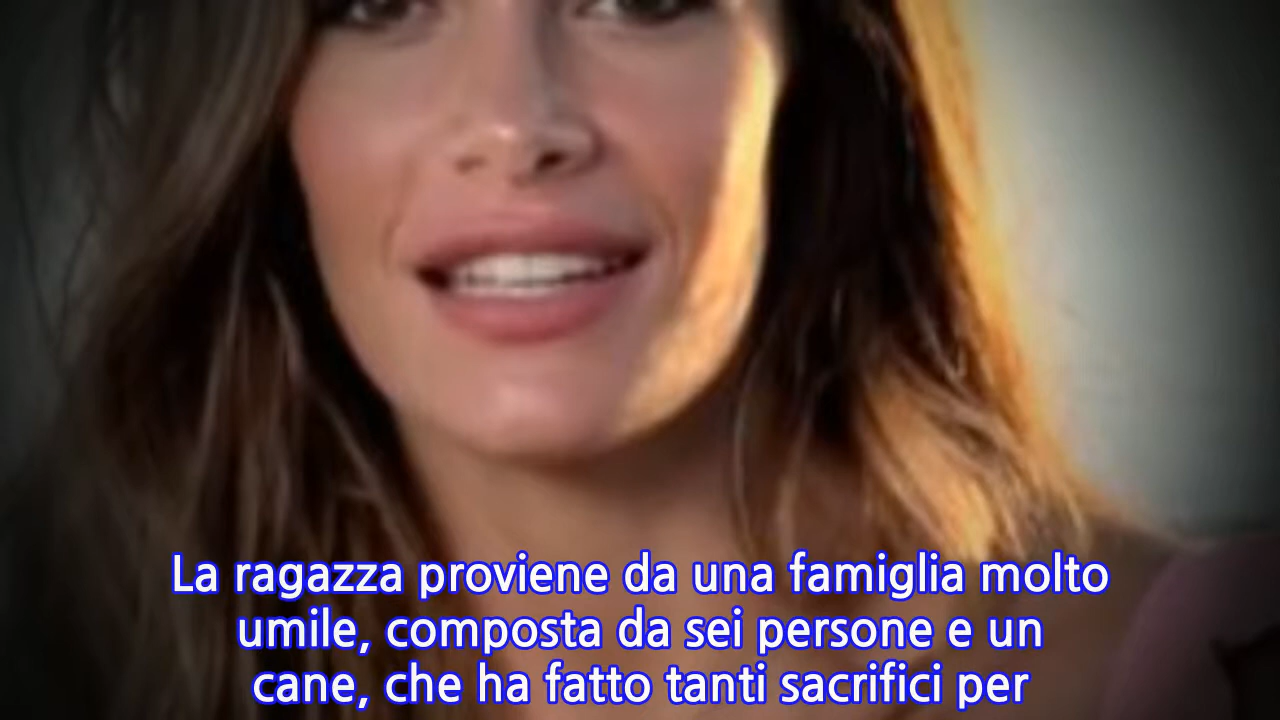 La ragazza proviene da una famiglia molto
umile, composta da sei persone e un
cane, che ha fatto tanti sacrifici per